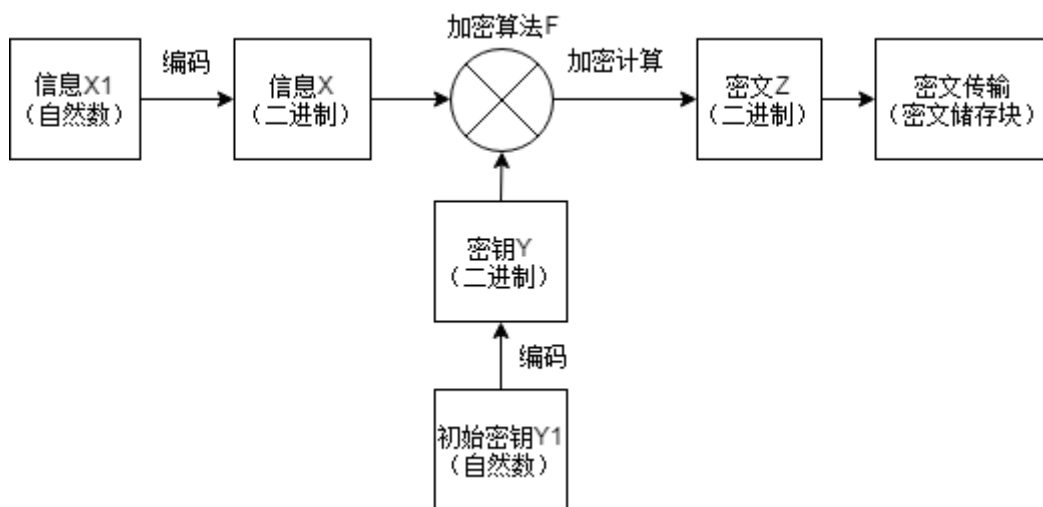 加密算法F
信息X1
（自然数）
编码
信息X
（二进制）
加密计算
密文Z
（二进制）
密文传输
（密文储存块）
密钥Y
（二进制）
编码
初始密钥Y1
（自然数）